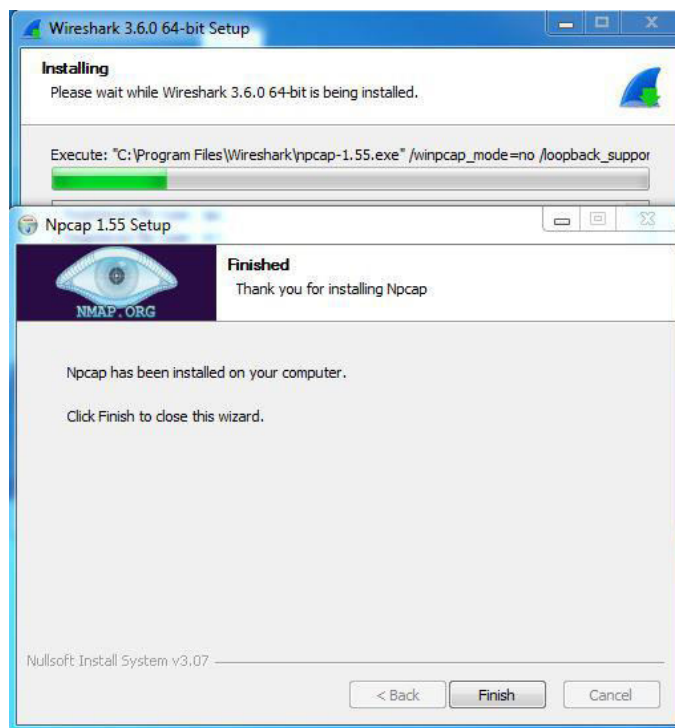 Wireshark 3.6.0 64-bit Setup
Installing
Please wait while Wireshark 3.6.0 64-bit is being installed.
Execute: "C:\Program Files\Wireshark\npcap-1.55.exe" /winpcap_mode=no /loopback_suppor
Npcap 1.55 Setup
NMAP.ORG
Finished
Thank you for installing Npcap
Npcap has been installed on your computer.
Click Finish to close this wizard.
Nullsoft Install System v3.07
< Back Finish Cancel